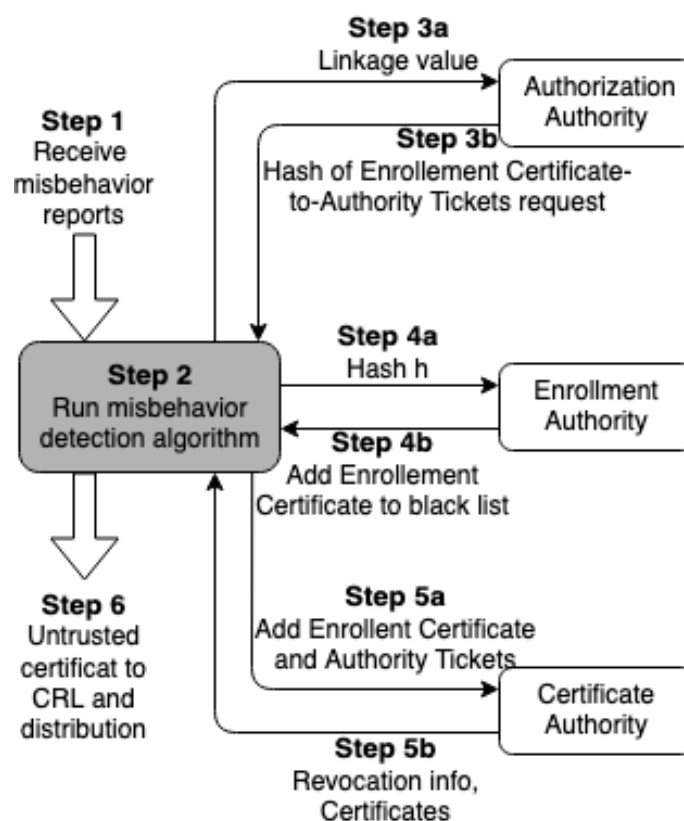 Step 3a
Linkage value
Authorization
Authority
Step 1
Receive
misbehavior
reports
Step 3b
Hash of Enrollement Certificate-
to-Authority Tickets request
Step 4a
Hash h
Step 2
Run misbehavior
detection algorithm
Enrollment
Authority
Step 4b
Add Enrollement
Certificate to black list
Step 6
Untrusted
certificat to
CRL and
distribution
Step 5a
Add Enrollent Certificate
and Authority Tickets
Certificate
Authority
Step 5b
Revocation info,
Certificates